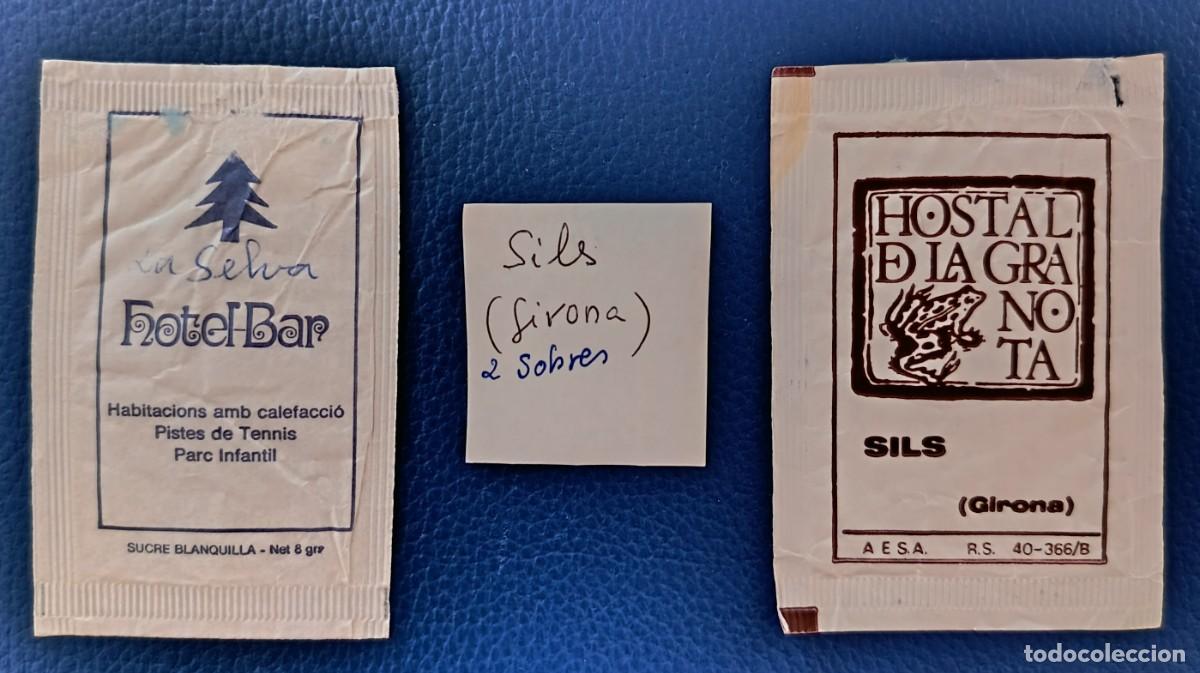 La Selva
Hotel-Bar
Habitacions amb calefacció
Pistes de Tennis
Parc Infantil
SUCRE BLANQUILLA - Net 8 grs
Sils
(Girona)
2 sobres
HOSTAL
DE LA GRA
NO
TA
SILS
(Girona)
A E S.A. R.S. 40-366/B
todocoleccion